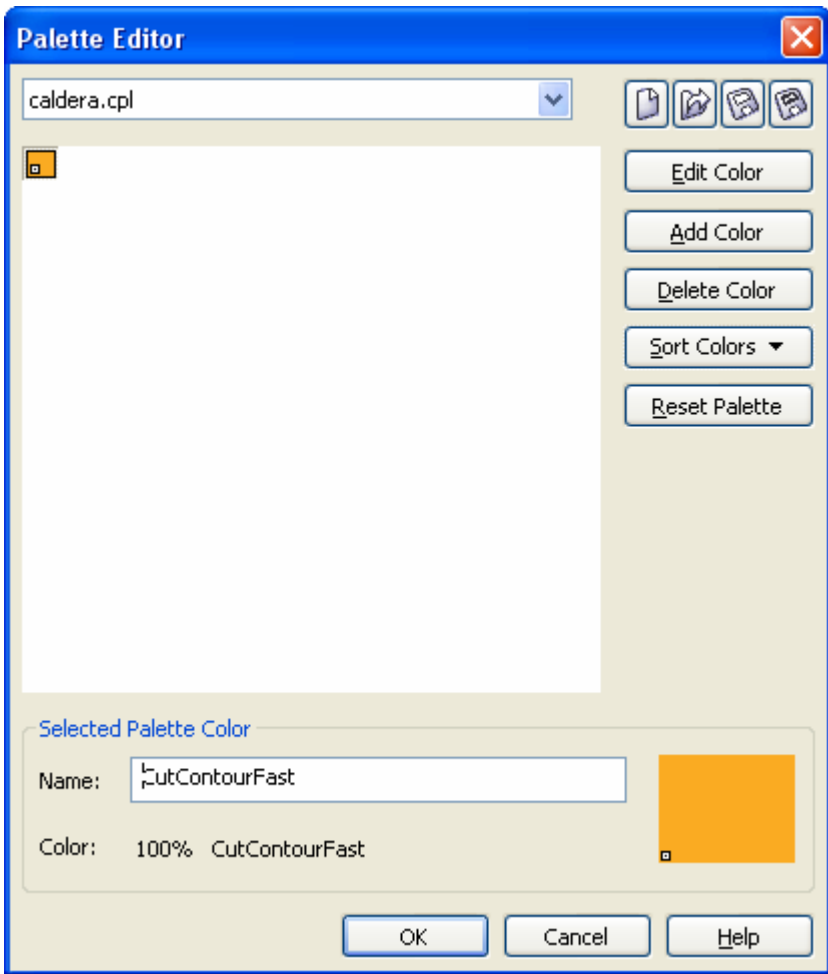 Palette Editor
caldera.cpl
Edit Color
Add Color
Delete Color
Sort Colors
Reset Palette
Selected Palette Color
Name: CutContourFast
Color: 100% CutContourFast
OK Cancel Help